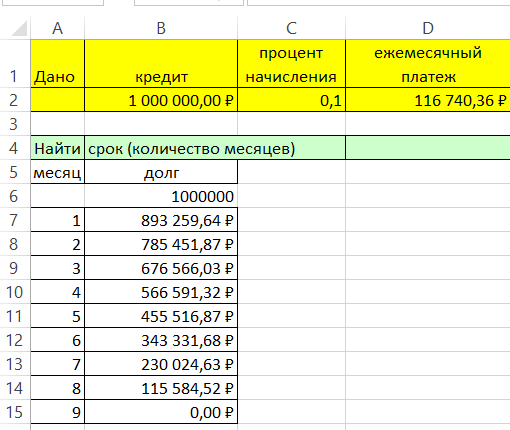 A B C D
1 Дано кредит процент начисления ежемесячный платеж
2 1 000 000,00 ₽ 0,1 116 740,36 ₽
3
4 Найти срок (количество месяцев)
5 месяц долг
6 1000000
7 1 893 259,64 ₽
8 2 785 451,87 ₽
9 3 676 566,03 ₽
10 4 566 591,32 ₽
11 5 455 516,87 ₽
12 6 343 331,68 ₽
13 7 230 024,63 ₽
14 8 115 584,52 ₽
15 9 0,00 ₽